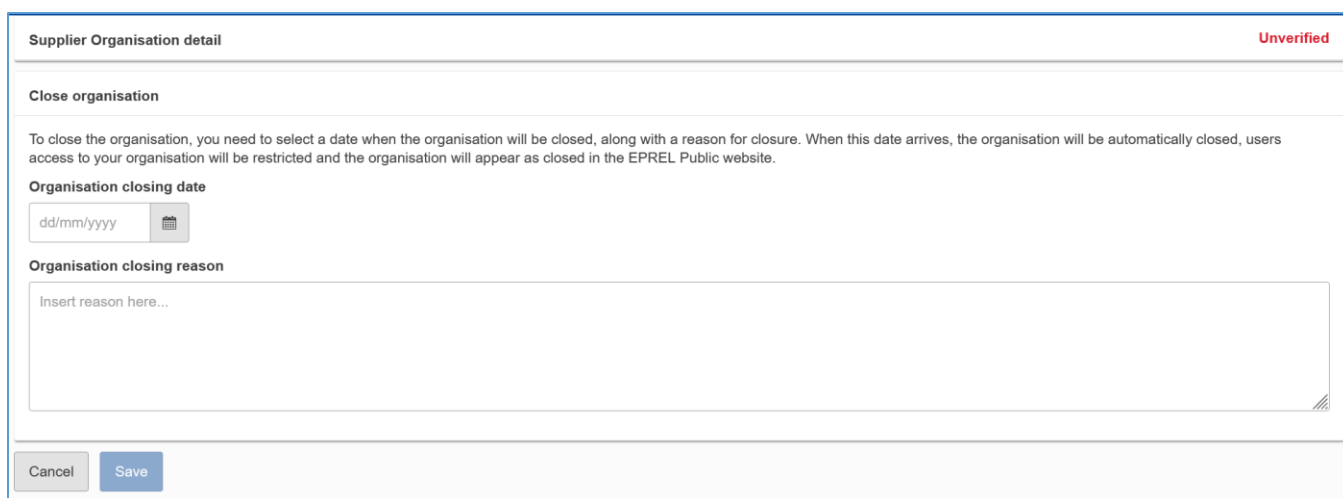 Supplier Organisation detail
Unverified
Close organisation
To close the organisation, you need to select a date when the organisation will be closed, along with a reason for closure. When this date arrives, the organisation will be automatically closed, users
access to your organisation will be restricted and the organisation will appear as closed in the EPREL Public website.
Organisation closing date
dd/mm/yyyy
Organisation closing reason
Insert reason here...
Cancel
Save